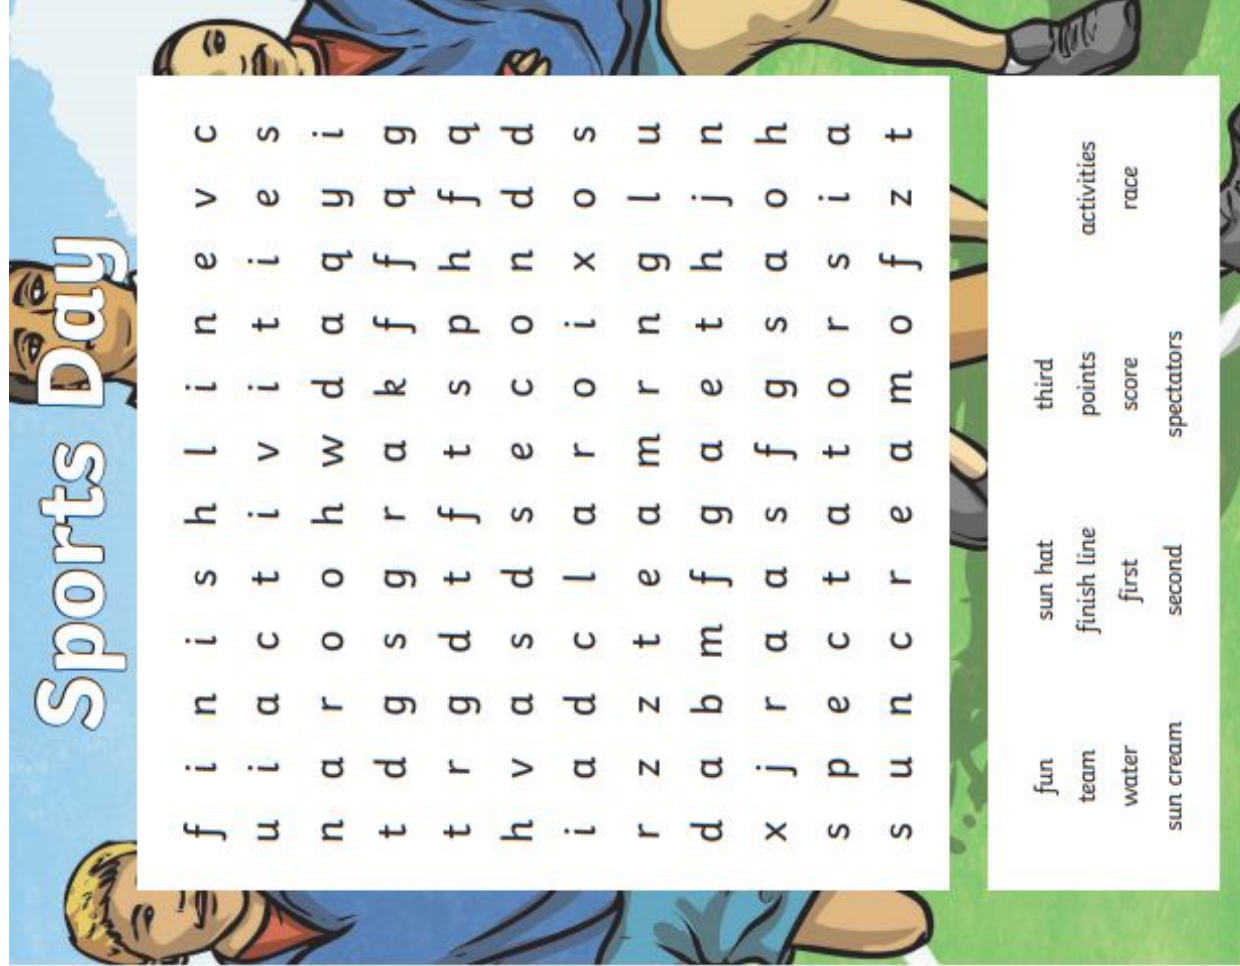 Sports Day
f i n i s h l i n e v c
u i a c t i v i t i e s
n a r o o h w d a q y i
t d g s g r a k f f q g
t r g d t f t s p h f q
h v a s d s e c o n d d
i a d c l a r o i x o s
r z z t e a m r n g l u
d a b m f g a e t h j n
x j r a a s f g s a o h
s p e c t a t o r s i a
s u n c r e a m o f z t
fun sun hat third
team finish line points activities
water first score race
sun cream second spectators